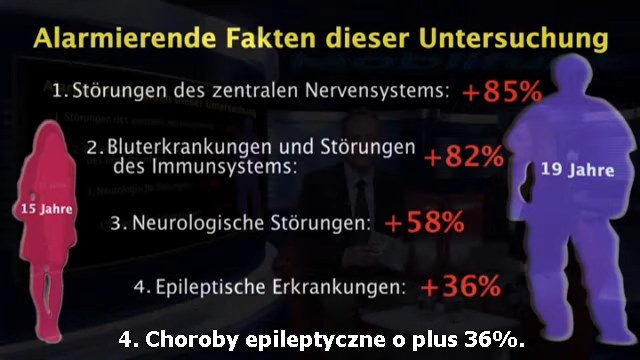 Alarmierende Fakten dieser Untersuchung
1. Störungen des zentralen Nervensystems: +85%
2. Bluterkrankungen und Störungen
des Immunsystems: +82%
3. Neurologische Störungen: +58%
4. Epileptische Erkrankungen: +36%
15 Jahre
19 Jahre
4. Choroby epileptyczne o plus 36%.